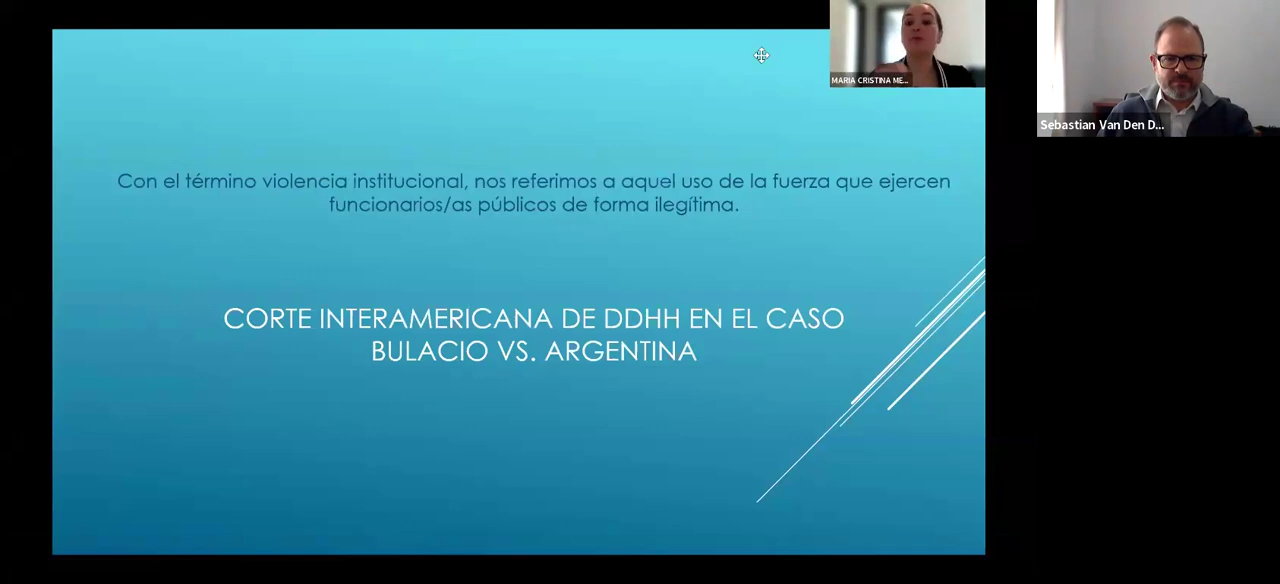 MARIA CRISTINA ME...
Sebastian Van Den D...
Con el término violencia institucional, nos referimos a aquel uso de la fuerza que ejercen
funcionarios/as públicos de forma ilegítima.
CORTE INTERAMERICANA DE DDHH EN EL CASO
BULACIO VS. ARGENTINA